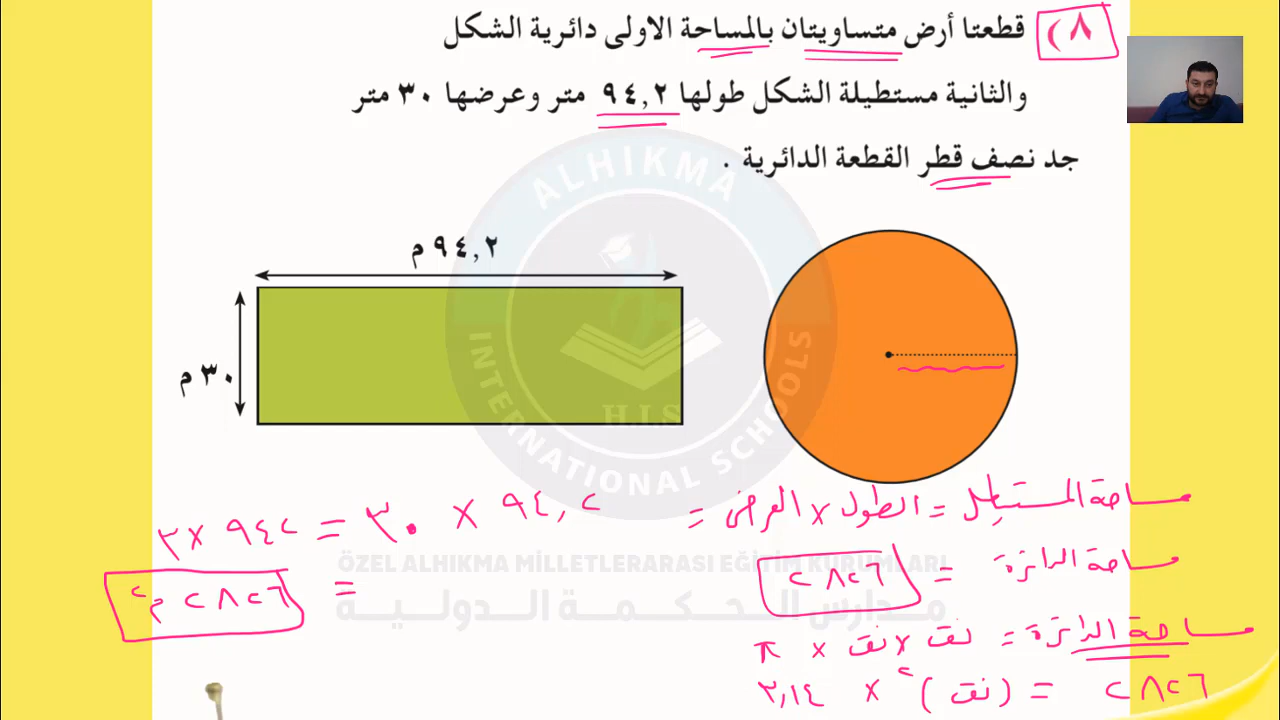 ٨) قطعتا أرض متساويتان بالمساحة الاولى دائرية الشكل
والثانية مستطيلة الشكل طولها ٩٤,٢ متر وعرضها ٣٠ متر
جد نصف قطر القطعة الدائرية .
ALHIKMA
INTERNATIONAL SCHOOLS
H.I.S
٩٤,٢ م
٣٠ م
مساحة المستطيل = الطول × العرض = ٩٤,٢ × ٣٠ = ٩٤٢ × ٣
= ٢٨٢٦ م٢
ÖZEL ALHIKMA MİLLETLERARASI EĞİTİM KURUMLARI
مدارس الحكمة الدولية
مساحة الدائرة = ٢٨٢٦
مساحة الدائرة = نق × نق × π
٢٨٢٦ = (نق)٢ × ٣,١٤